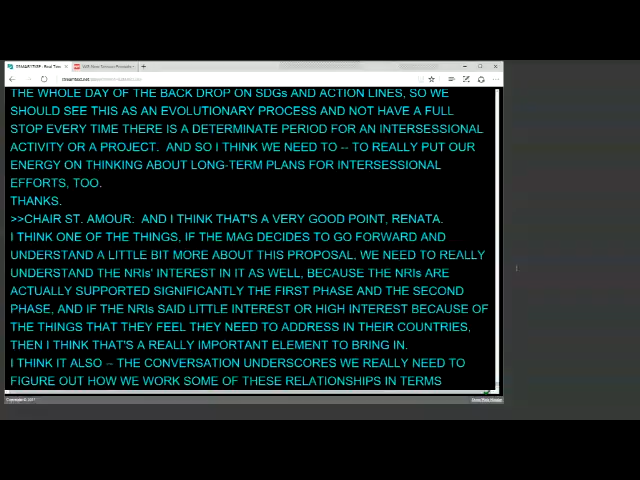 THE WHOLE DAY OF THE BACK DROP ON SDGs AND ACTION LINES, SO WE
SHOULD SEE THIS AS AN EVOLUTIONARY PROCESS AND NOT HAVE A FULL
STOP EVERY TIME THERE IS A DETERMINATE PERIOD FOR AN INTERSESSIONAL
ACTIVITY OR A PROJECT.  AND SO I THINK WE NEED TO -- TO REALLY PUT OUR
ENERGY ON THINKING ABOUT LONG-TERM PLANS FOR INTERSESSIONAL
EFFORTS, TOO.
THANKS.
>>CHAIR ST. AMOUR:  AND I THINK THAT'S A VERY GOOD POINT, RENATA.
I THINK ONE OF THE THINGS, IF THE MAG DECIDES TO GO FORWARD AND
UNDERSTAND A LITTLE BIT MORE ABOUT THIS PROPOSAL. WE NEED TO REALLY
UNDERSTAND THE NRIs' INTEREST IN IT AS WELL, BECAUSE THE NRIs ARE
ACTUALLY SUPPORTED SIGNIFICANTLY THE FIRST PHASE AND THE SECOND
PHASE, AND IF THE NRIs SAID LITTLE INTEREST OR HIGH INTEREST BECAUSE OF
THE THINGS THAT THEY FEEL THEY NEED TO ADDRESS IN THEIR COUNTRIES,
THEN I THINK THAT'S A REALLY IMPORTANT ELEMENT TO BRING IN.
I THINK IT ALSO -- THE CONVERSATION UNDERSCORES WE REALLY NEED TO
FIGURE OUT HOW WE WORK SOME OF THESE RELATIONSHIPS IN TERMS